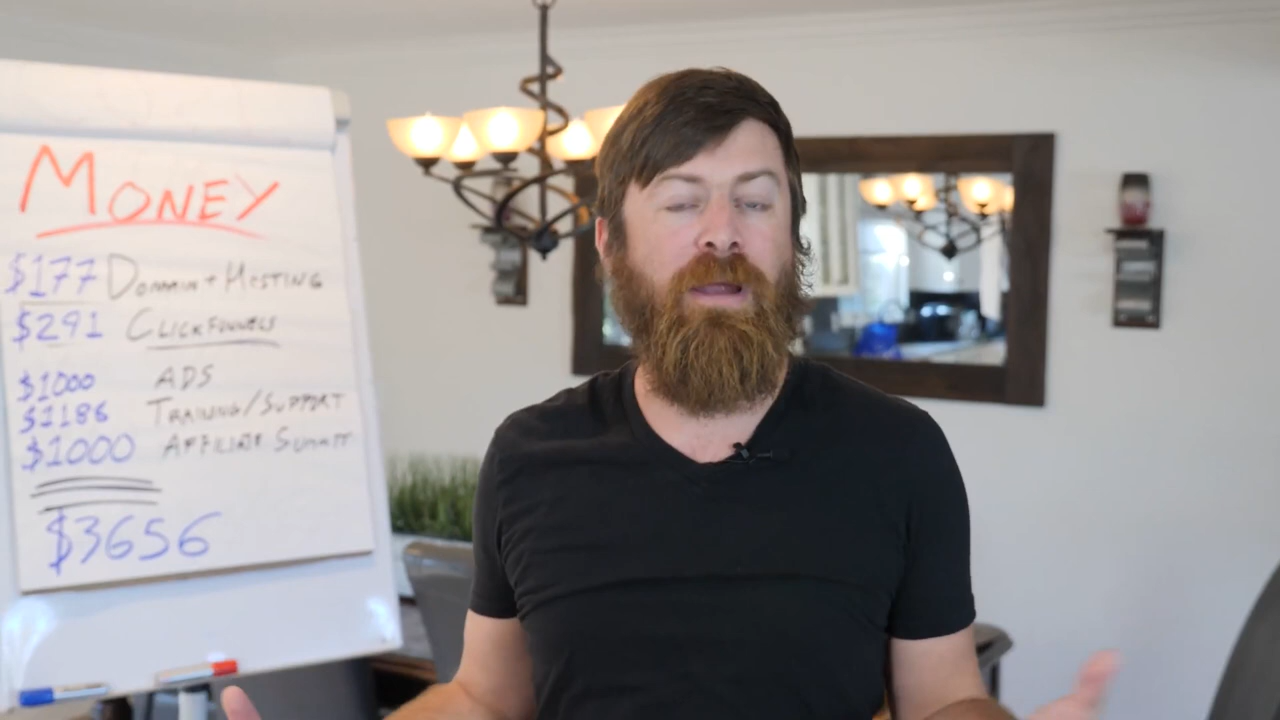 MONEY
$177 DOMAIN + HOSTING
$291 CLICKFUNNELS
$1000 ADS
$1186 TRAINING/SUPPORT
$1000 AFFILIATE SUMMIT
$3656